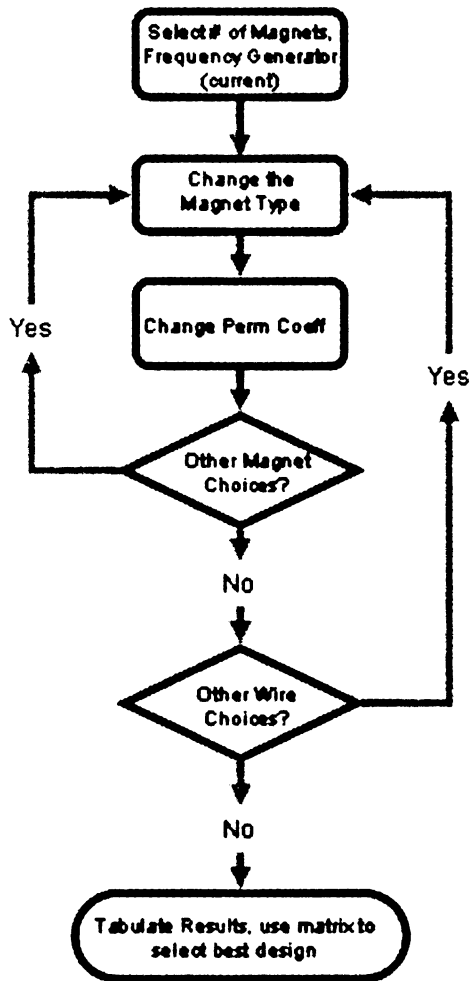 Select # of Magnets,
Frequency Generator
(current)
Change the
Magnet Type
Change Perm Coeff
Yes
Yes
Other Magnet
Choices?
No
Other Wire
Choices?
No
Tabulate Results, use matrix to
select best design